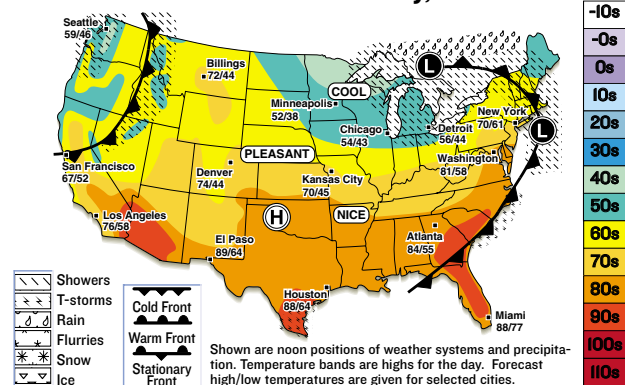 Seattle
59/46
Billings
72/44
COOL
L
Minneapolis
52/38
Chicago
54/43
Detroit
56/44
New York
70/61
L
Washington
81/58
PLEASANT
San Francisco
67/52
Denver
74/44
Kansas City
70/45
H
NICE
Los Angeles
76/58
El Paso
89/64
Atlanta
84/55
Houston
88/64
Miami
88/77
Showers
T-storms
Rain
Flurries
Snow
Ice
Cold Front
Warm Front
Stationary
Front
Shown are noon positions of weather systems and precipita-
tion. Temperature bands are highs for the day. Forecast
high/low temperatures are given for selected cities.
-10s
-0s
0s
10s
20s
30s
40s
50s
60s
70s
80s
90s
100s
110s